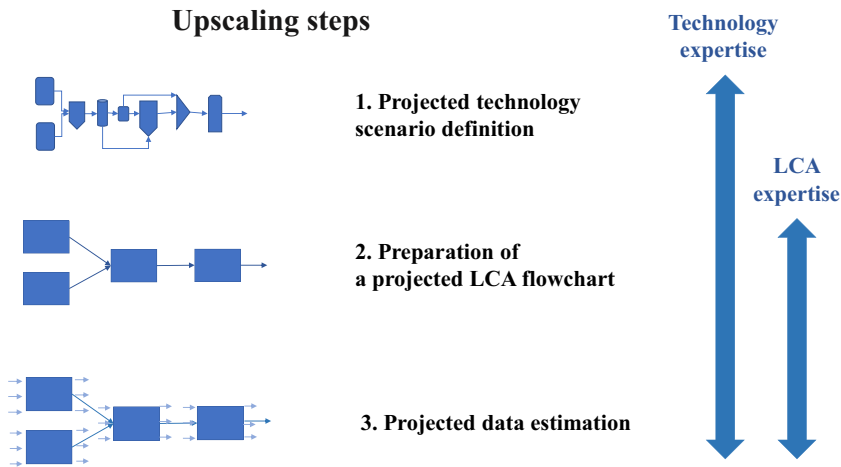 Upscaling steps
Technology
expertise
1. Projected technology
scenario definition
LCA
expertise
2. Preparation of
a projected LCA flowchart
3. Projected data estimation